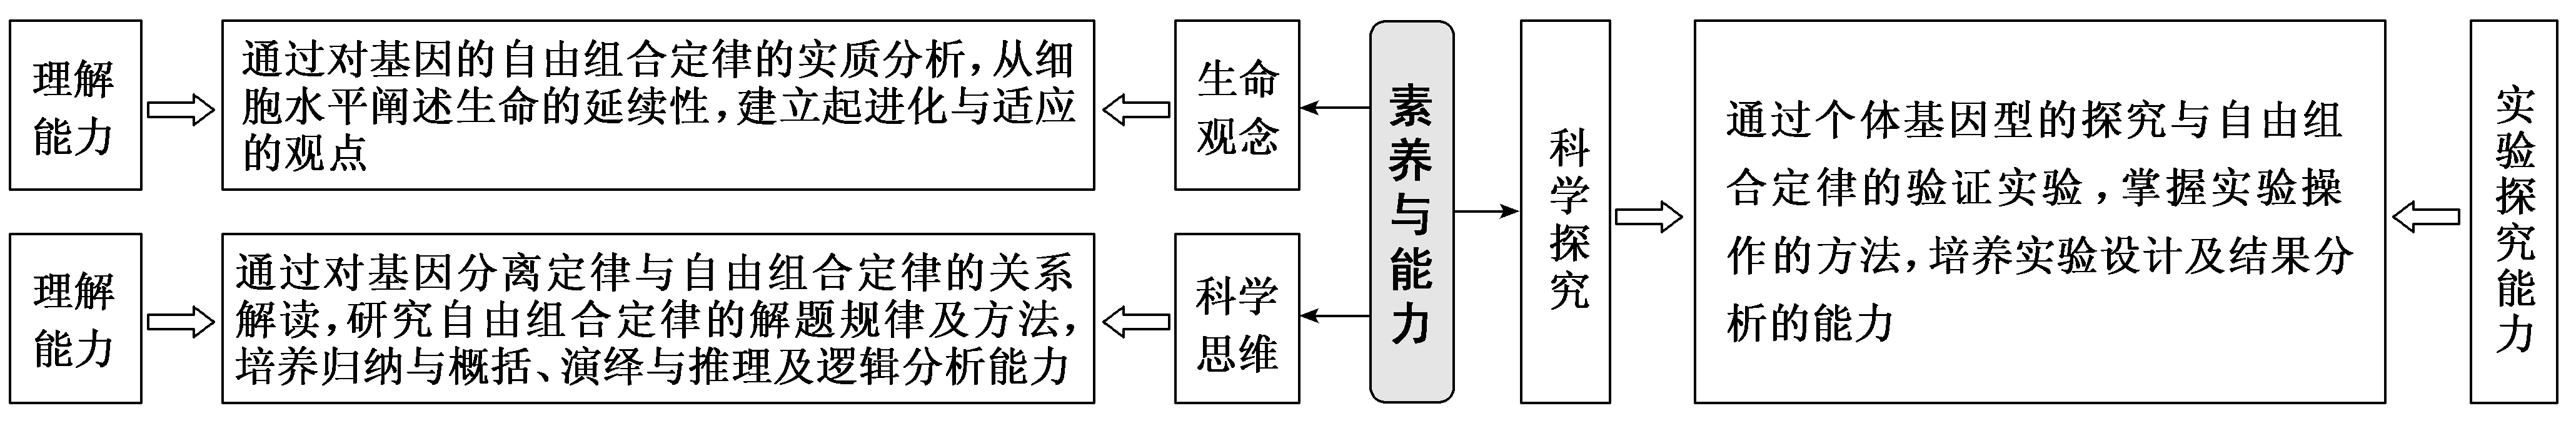 理解
能力
通过对基因的自由组合定律的实质分析，从细
胞水平阐述生命的延续性，建立起进化与适应
的观点
生命
观念
理解
能力
通过对基因分离定律与自由组合定律的关系
解读，研究自由组合定律的解题规律及方法，
培养归纳与概括、演绎与推理及逻辑分析能力
科学
思维
素养与能力
科学探究
通过个体基因型的探究与自由组
合定律的验证实验，掌握实验操
作的方法，培养实验设计及结果分
析的能力
实验探究能力